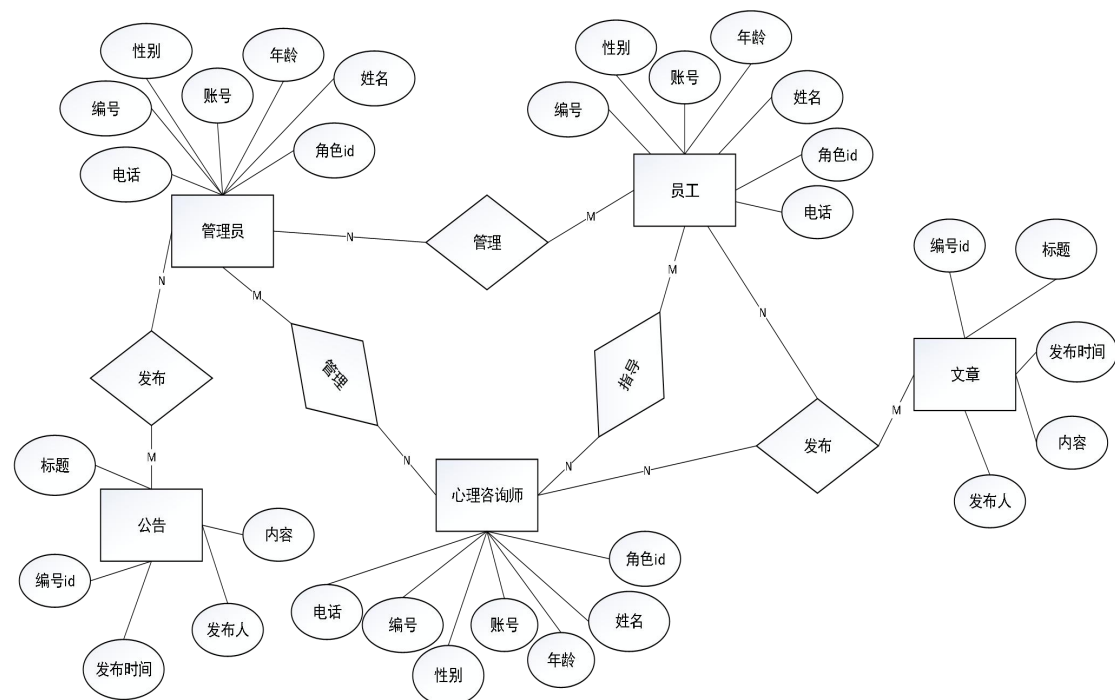 性别
年龄
账号
姓名
编号
角色id
电话
管理员
性别
年龄
账号
姓名
编号
角色id
电话
员工
N
管理
M
编号id
标题
发布时间
文章
内容
发布人
N
M
M
N
发布
管理
指导
M
发布
M
N
N
N
标题
公告
内容
编号id
发布人
发布时间
心理咨询师
角色id
电话
编号
账号
姓名
性别
年龄